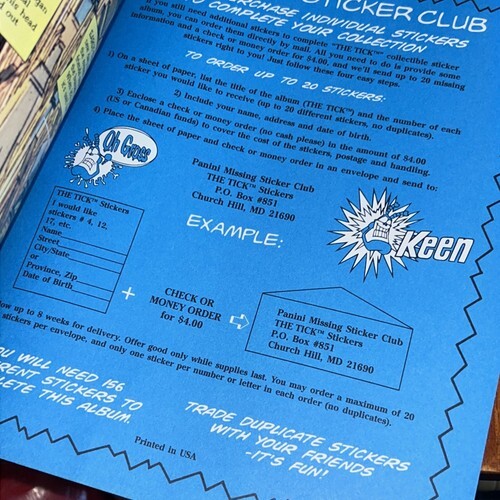 STICKER CLUB
PURCHASE INDIVIDUAL STICKERS
TO COMPLETE YOUR COLLECTION
If you still need additional stickers to complete "THE TICK™" collectible sticker
album, you can order them directly by mail. All you need to do is provide some
information and a check or money order for $4.00, and we'll send up to 20 missing
stickers right to you! Just follow these four easy steps.
TO ORDER UP TO 20 STICKERS:
1) On a sheet of paper, list the title of the album (THE TICK™) and the number of each
sticker you would like to receive (up to 20 different stickers, no duplicates).
2) Include your name, address and date of birth.
3) Enclose a check or money order (no cash please) in the amount of $4.00
(US or Canadian funds) to cover the cost of the stickers, postage and handling.
4) Place the sheet of paper and check or money order in an envelope and send to:
Oh Gross
Panini Missing Sticker Club
THE TICK™ Stickers
P.O. Box #851
Church Hill, MD 21690
Keen
EXAMPLE:
THE TICK™ Stickers
I would like
stickers # 4, 12,
17, etc.
Name
Street
City/State
or
Province, Zip
Date of Birth
+
CHECK OR
MONEY ORDER
for $4.00
Panini Missing Sticker Club
THE TICK™ Stickers
P.O. Box #851
Church Hill, MD 21690
ow up to 8 weeks for delivery. Offer good only while supplies last. You may order a maximum of 20
stickers per envelope, and only one sticker per number or letter in each order (no duplicates).
OU WILL NEED 156
ERENT STICKERS TO
LETE THIS ALBUM.
TRADE DUPLICATE STICKERS
WITH YOUR FRIENDS
-IT'S FUN!
Printed in USA